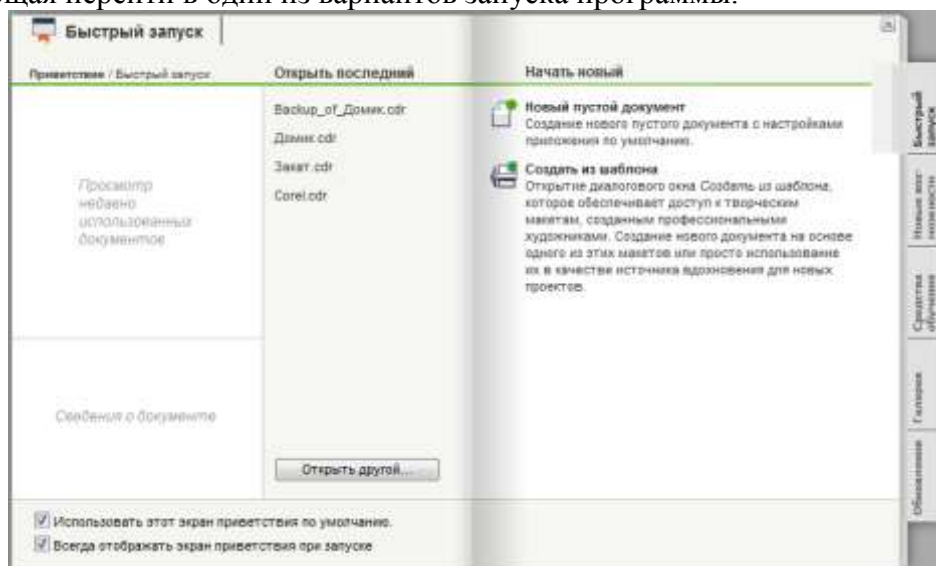 щая перейти в один из вариантов запуска программы.
Быстрый запуск
Приветствие / Быстрый запуск
Открыть последний
Начать новый
Backup_of_Домик.cdr
Домик.cdr
Закат.cdr
Corel.cdr
Просмотр
недавно
использованных
документов
Сведения о документе
Открыть другой...
Новый пустой документ
Создание нового пустого документа с настройками
приложения по умолчанию.
Создать из шаблона
Открытие диалогового окна Создать из шаблона,
которое обеспечивает доступ к творческим
макетам, созданным профессиональными
художниками. Создание нового документа на основе
одного из этих макетов или просто использование
их в качестве источника вдохновения для новых
проектов.
Быстрый
запуск
Новые воз-
можности
Средства
обучения
Галерея
Обновления
Использовать этот экран приветствия по умолчанию.
Всегда отображать экран приветствия при запуске